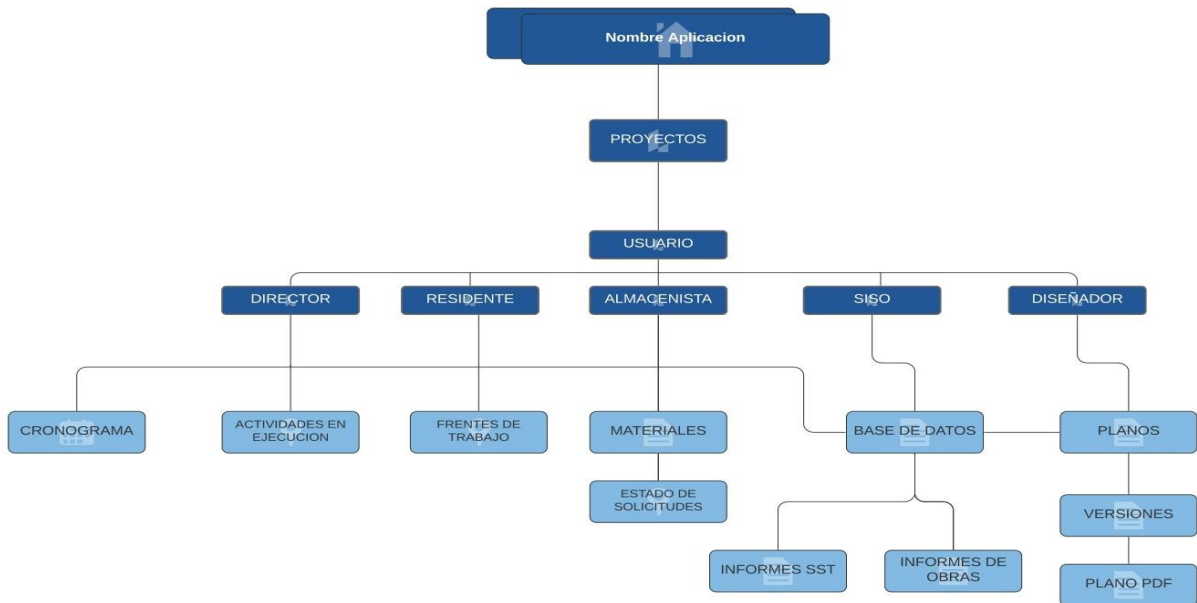 Nombre Aplicacion
PROYECTOS
USUARIO
DIRECTOR
RESIDENTE
ALMACENISTA
SISO
DISEÑADOR
CRONOGRAMA
ACTIVIDADES EN
EJECUCION
FRENTES DE
TRABAJO
MATERIALES
BASE DE DATOS
PLANOS
ESTADO DE
SOLICITUDES
VERSIONES
INFORMES SST
INFORMES DE
OBRAS
PLANO PDF